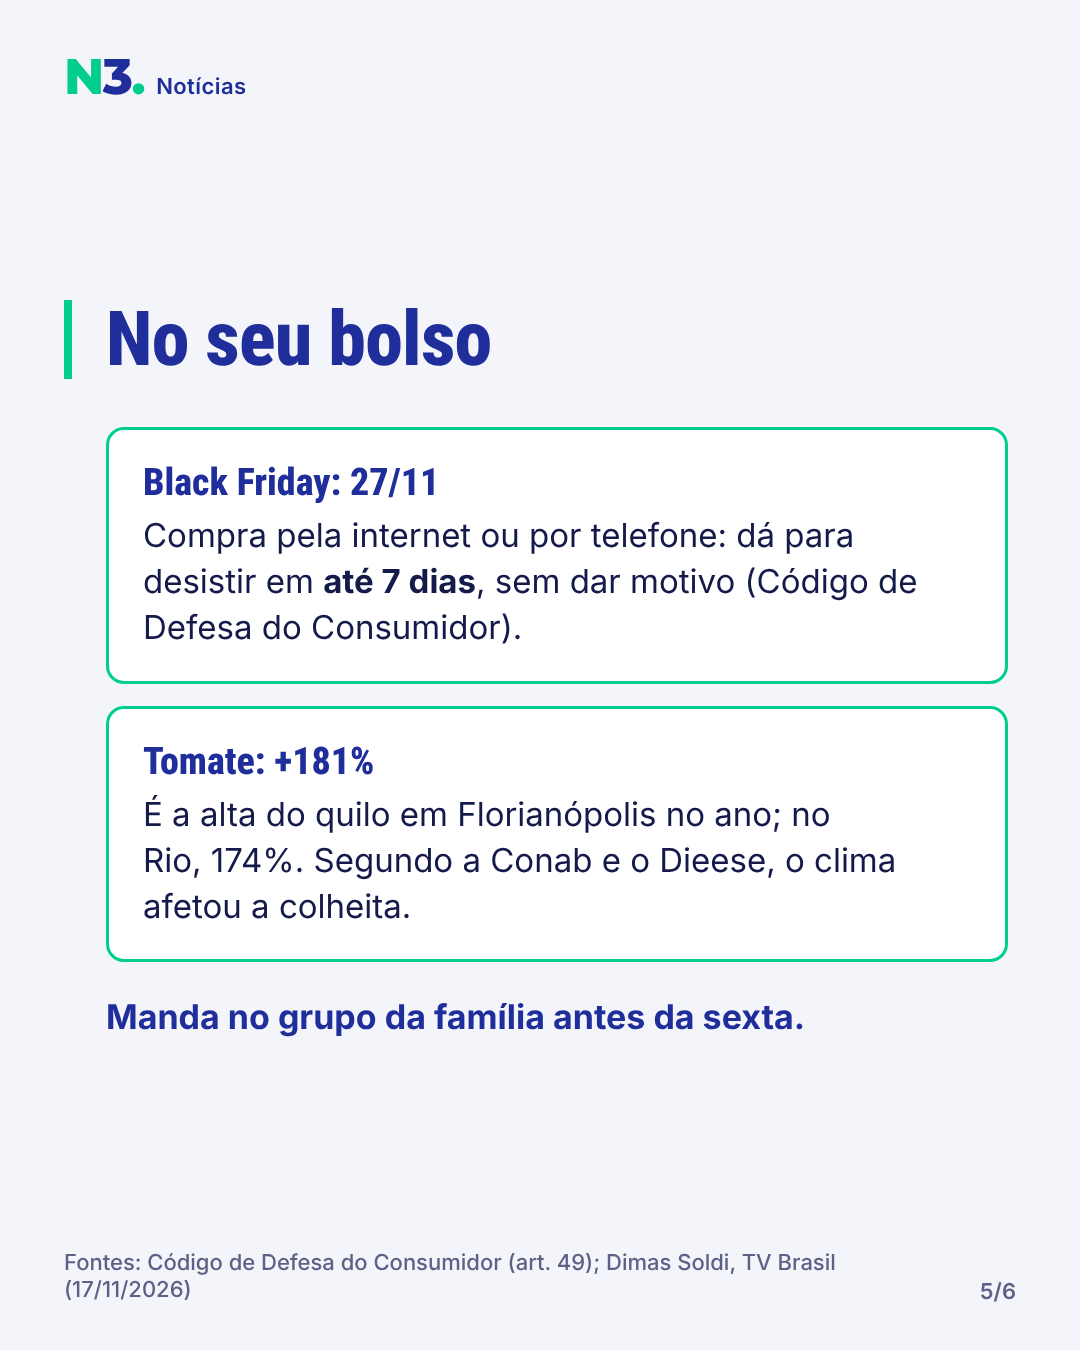 N3. Notícias
No seu bolso
Black Friday: 27/11
Compra pela internet ou por telefone: dá para
desistir em até 7 dias, sem dar motivo (Código de
Defesa do Consumidor).
Tomate: +181%
É a alta do quilo em Florianópolis no ano; no
Rio, 174%. Segundo a Conab e o Dieese, o clima
afetou a colheita.
Manda no grupo da família antes da sexta.
Fontes: Código de Defesa do Consumidor (art. 49); Dimas Soldi, TV Brasil
(17/11/2026)
5/6